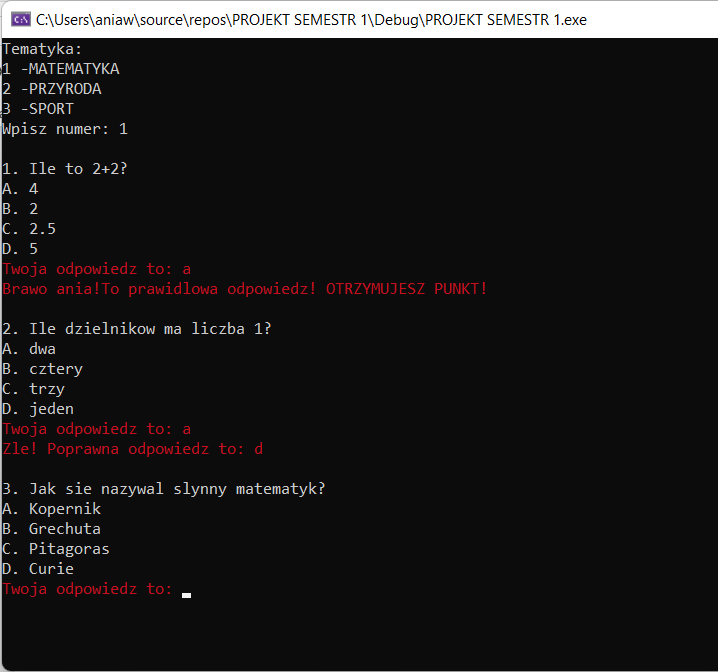 C:\Users\aniaw\source\repos\PROJEKT SEMESTR 1\Debug\PROJEKT SEMESTR 1.exe
Tematyka:
1 -MATEMATYKA
2 -PRZYRODA
3 -SPORT
Wpisz numer: 1
1. Ile to 2+2?
A. 4
B. 2
C. 2.5
D. 5
Twoja odpowiedz to: a
Brawo ania!To prawidlowa odpowiedz! OTRZYMUJESZ PUNKT!
2. Ile dzielnikow ma liczba 1?
A. dwa
B. cztery
C. trzy
D. jeden
Twoja odpowiedz to: a
Zle! Poprawna odpowiedz to: d
3. Jak sie nazywal slynny matematyk?
A. Kopernik
B. Grechuta
C. Pitagoras
D. Curie
Twoja odpowiedz to: